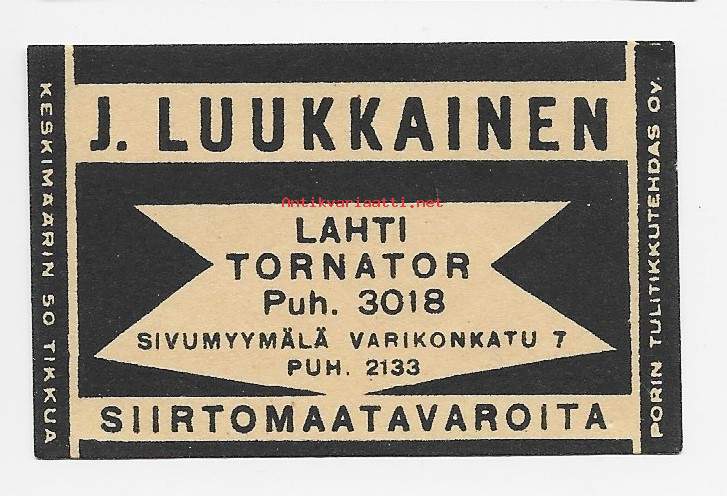 J. LUUKKAINEN
Antikvariaatti.net
LAHTI
TORNATOR
Puh. 3018
SIVUMYYMÄLÄ VARIKONKATU 7
PUH. 2133
SIIRTOMAATAVAROITA
KESKIMÄÄRIN 50 TIKKUA
PORIN TULITIKKUTEHDAS OY.